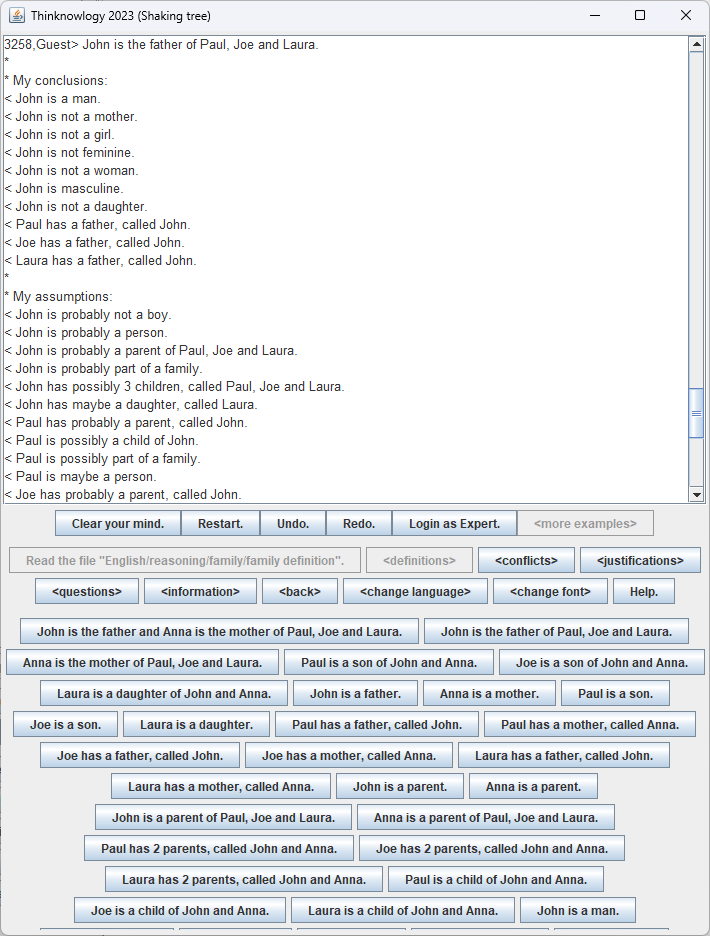 Thinknowlogy 2023 (Shaking tree)
3258,Guest> John is the father of Paul, Joe and Laura.
*
* My conclusions:
< John is a man.
< John is not a mother.
< John is not a girl.
< John is not feminine.
< John is not a woman.
< John is masculine.
< John is not a daughter.
< Paul has a father, called John.
< Joe has a father, called John.
< Laura has a father, called John.
*
* My assumptions:
< John is probably not a boy.
< John is probably a person.
< John is probably a parent of Paul, Joe and Laura.
< John is probably part of a family.
< John has possibly 3 children, called Paul, Joe and Laura.
< John has maybe a daughter, called Laura.
< Paul has probably a parent, called John.
< Paul is possibly a child of John.
< Paul is possibly part of a family.
< Paul is maybe a person.
< Joe has probably a parent, called John.
Clear your mind. Restart. Undo. Redo. Login as Expert. <more examples>
Read the file "English/reasoning/family/family definition". <definitions> <conflicts> <justifications>
<questions> <information> <back> <change language> <change font> Help.
John is the father and Anna is the mother of Paul, Joe and Laura. John is the father of Paul, Joe and Laura.
Anna is the mother of Paul, Joe and Laura. Paul is a son of John and Anna. Joe is a son of John and Anna.
Laura is a daughter of John and Anna. John is a father. Anna is a mother. Paul is a son.
Joe is a son. Laura is a daughter. Paul has a father, called John. Paul has a mother, called Anna.
Joe has a father, called John. Joe has a mother, called Anna. Laura has a father, called John.
Laura has a mother, called Anna. John is a parent. Anna is a parent.
John is a parent of Paul, Joe and Laura. Anna is a parent of Paul, Joe and Laura.
Paul has 2 parents, called John and Anna. Joe has 2 parents, called John and Anna.
Laura has 2 parents, called John and Anna. Paul is a child of John and Anna.
Joe is a child of John and Anna. Laura is a child of John and Anna. John is a man.